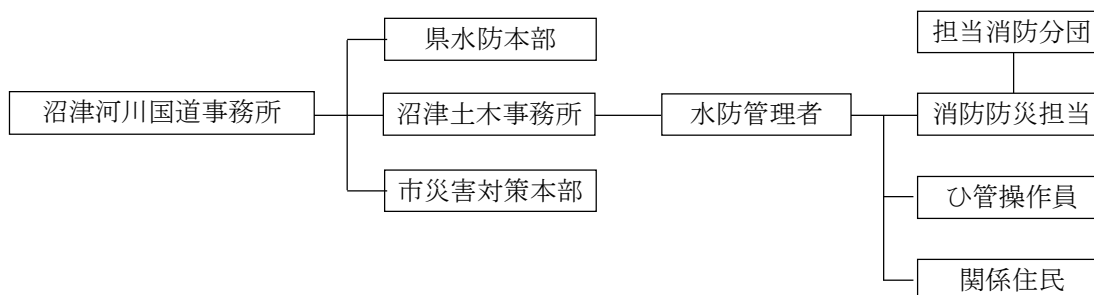 県水防本部
担当消防分団
沼津河川国道事務所
沼津土木事務所
水防管理者
消防防災担当
市災害対策本部
ひ管操作員
関係住民